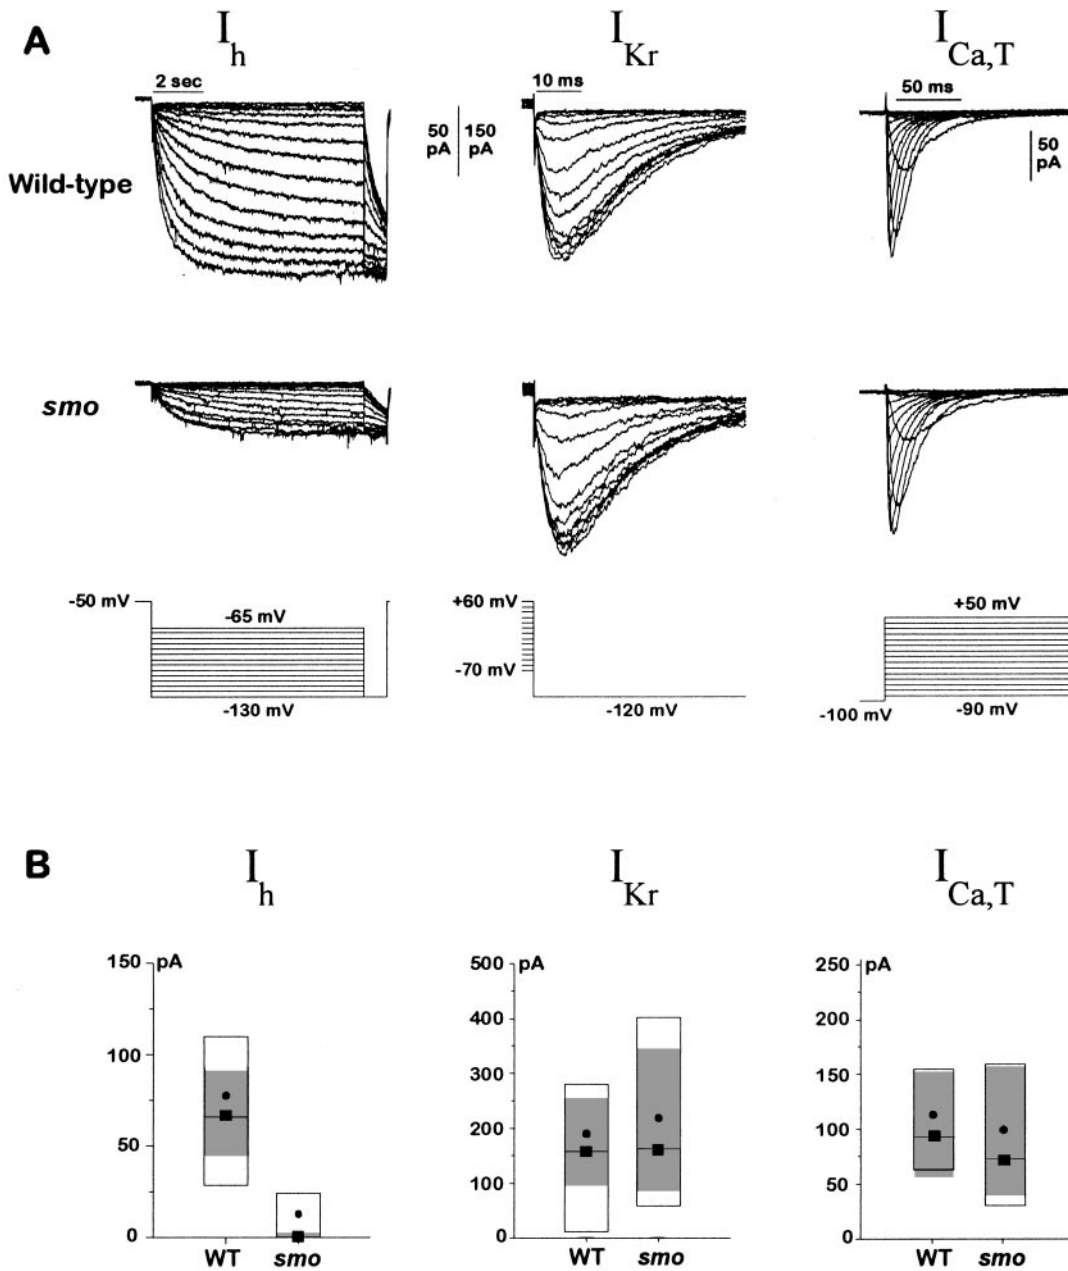 A
I h
I Kr
I Ca,T
2 sec
10 ms
50 ms
50 pA
150 pA
50 pA
Wild-type
smo
-50 mV
-65 mV
-130 mV
+60 mV
-70 mV
-120 mV
+50 mV
-100 mV
-90 mV
B
I h
I Kr
I Ca,T
150 pA
100
50
0
WT smo
500 pA
400
300
200
100
0
WT smo
250 pA
200
150
100
50
0
WT smo